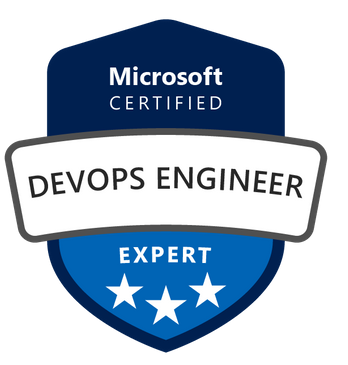 Microsoft
CERTIFIED
DEVOPS ENGINEER
EXPERT